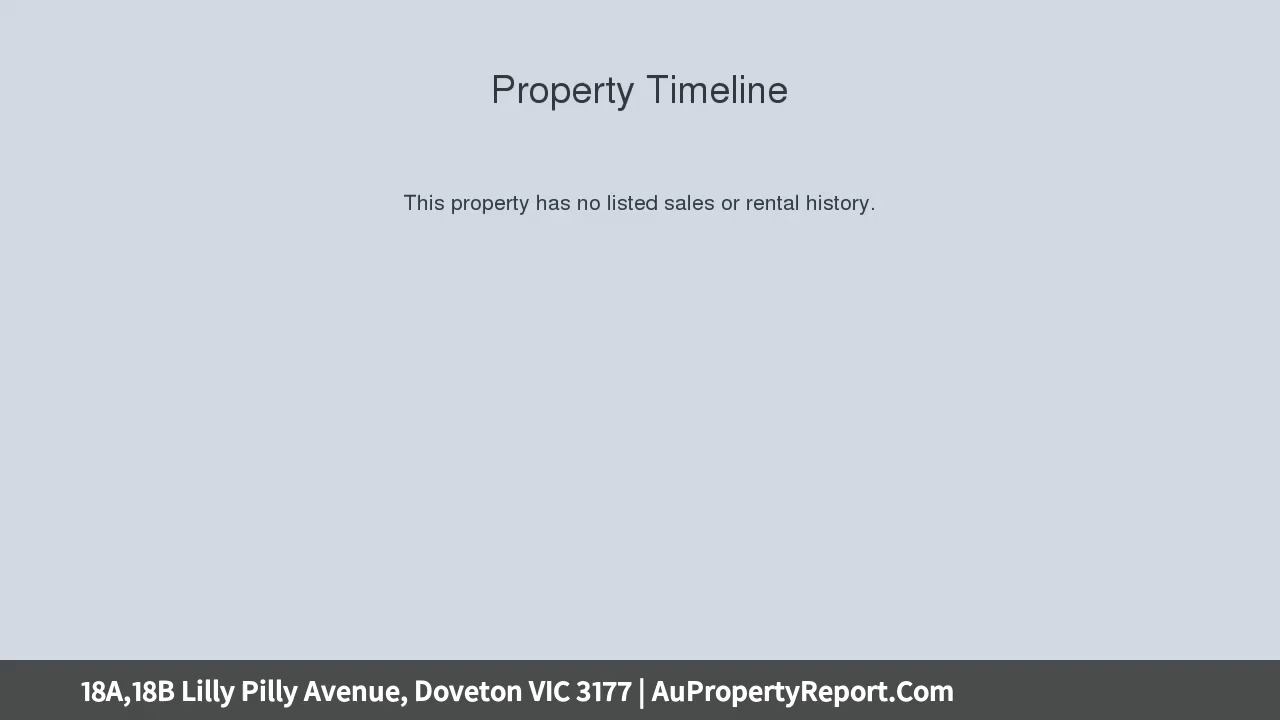 Property Timeline
This property has no listed sales or rental history.
18A,18B Lilly Pilly Avenue, Doveton VIC 3177 | AuPropertyReport.Com